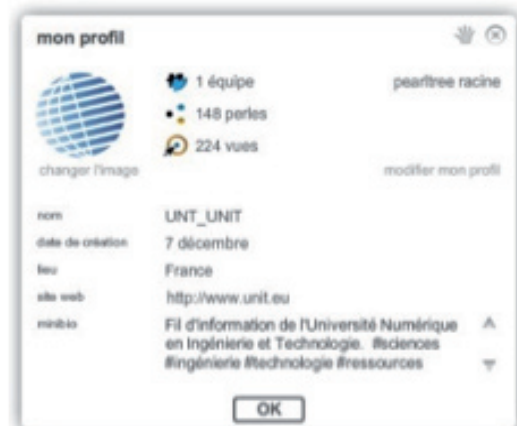 mon profil
1 équipe
pearltree racine
148 perles
224 vues
changer l'image
modifier mon profil
nom UNT_UNIT
date de création 7 décembre
lieu France
site web http://www.unit.eu
minibio Fil d'information de l'Université Numérique
en Ingénierie et Technologie. #sciences
#ingénierie #technologie #ressources
OK